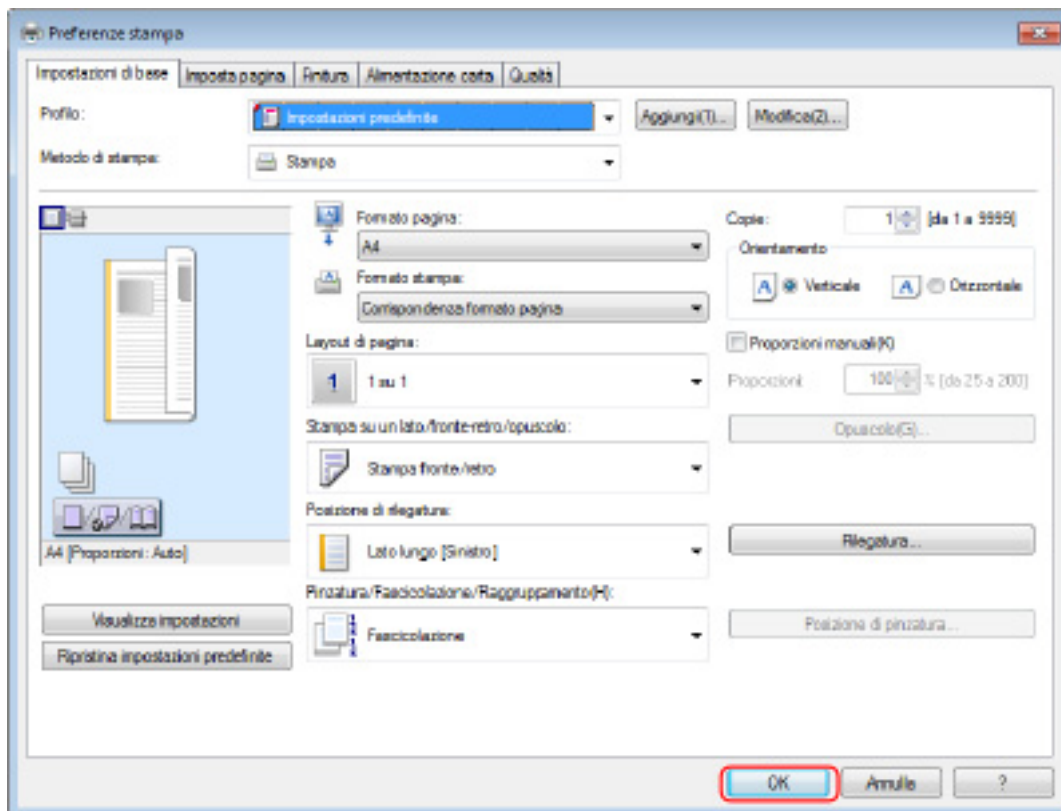 Preferenze stampa
Impostazioni di base Imposta pagina Finitura Alimentazione carta Qualità
Profilo: Impostazioni predefinite Aggiungi(1)... Modifica(2)...
Metodo di stampa: Stampa
Formato pagina:
A4
Formato stampa:
Corrispondenza formato pagina
Layout di pagina:
1 1 su 1
Stampa su un lato/fronte-retro/opuscolo:
Stampa fronte/retro
Posizione di rilegatura:
Lato lungo [Sinistro]
Pinzatura/Fascicolazione/Raggruppamento(H):
Fascicolazione
Copie: 1 [da 1 a 9999]
Orientamento
A Verticale A Orizzontale
Proporzioni manuali(K)
Proporzioni: 100 % [da 25 a 200]
Opuscolo(G)...
Rilegatura...
Posizione di pinzatura...
A4 [Proporzioni: Auto]
Visualizza impostazioni
Ripristina impostazioni predefinite
OK Annulla ?